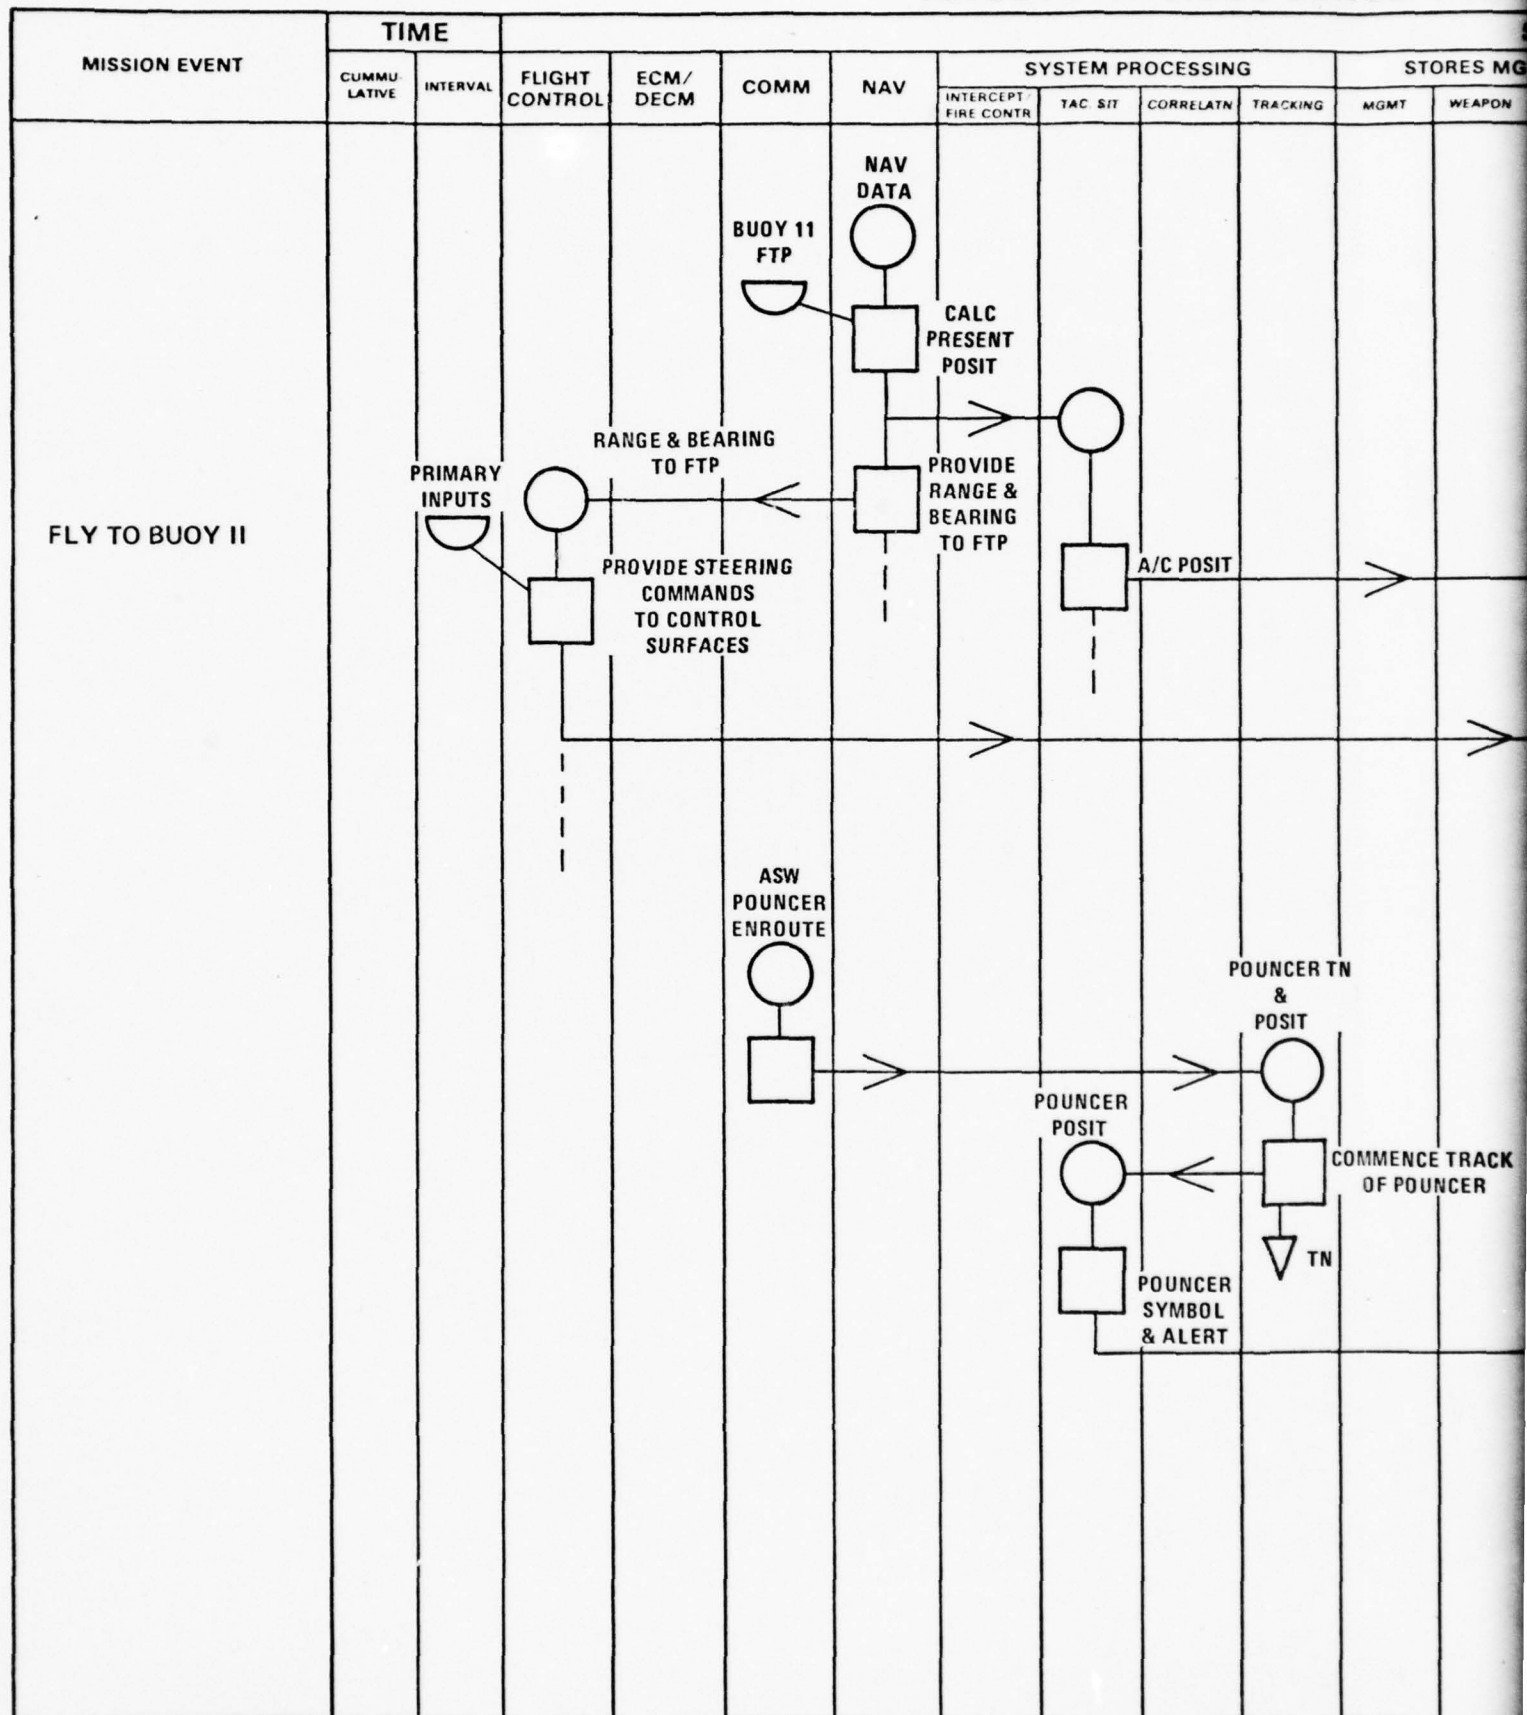 TIME
MISSION EVENT
CUMMU-
LATIVE
INTERVAL
FLIGHT
CONTROL
ECM/
DECM
COMM
NAV
SYSTEM PROCESSING
INTERCEPT/
FIRE CONTR
TAC. SIT
CORRELATN
TRACKING
STORES MG
MGMT
WEAPON
NAV
DATA
BUOY 11
FTP
CALC
PRESENT
POSIT
RANGE & BEARING
TO FTP
PRIMARY
INPUTS
PROVIDE
RANGE &
BEARING
TO FTP
FLY TO BUOY II
PROVIDE STEERING
COMMANDS
TO CONTROL
SURFACES
A/C POSIT
ASW
POUNCER
ENROUTE
POUNCER TN
&
POSIT
POUNCER
POSIT
COMMENCE TRACK
OF POUNCER
TN
POUNCER
SYMBOL
& ALERT